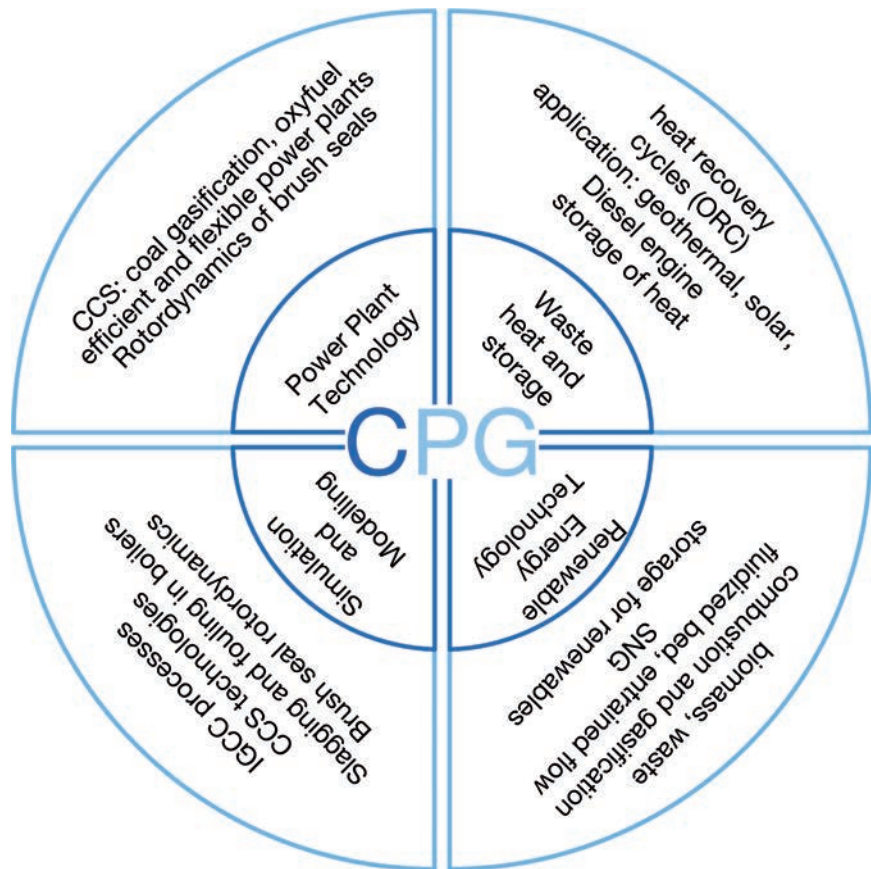 CCS: coal gasification, oxyfuel
efficient and flexible power plants
Rotordynamics of brush seals
Power Plant
Technology
heat recovery
cycles (ORC)
application: geothermal, solar,
Diesel engine
storage of heat
Waste
heat and
storage
CPG
Simulation
and
Modelling
IGCC processes
CCS technologies
Slagging and fouling in boilers
Brush seal rotordynamics
Renewable
Energy
Technology
biomass, waste
combustion and gasification
fluidized bed, entrained flow
SNG
storage for renewables